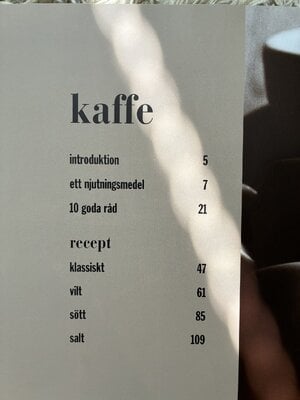 kaffe
introduktion 5
ett njutningsmedel 7
10 goda råd 21
recept
klassiskt 47
vilt 61
sött 85
salt 109